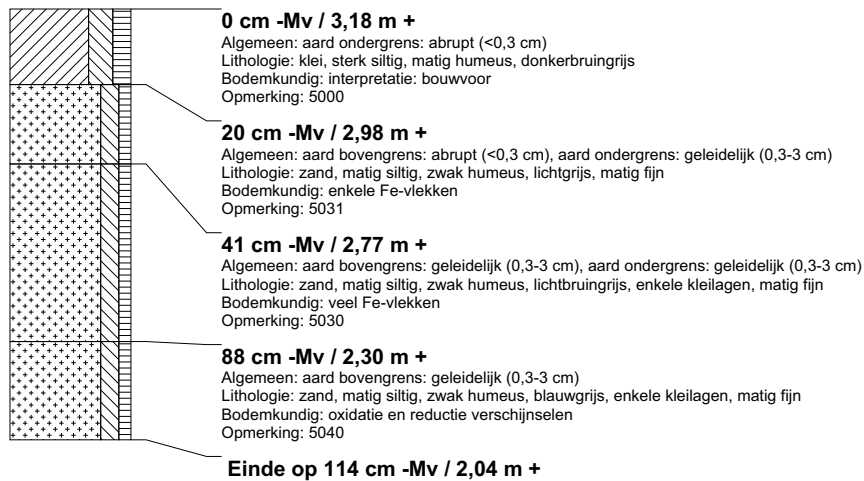 0 cm -Mv / 3,18 m +
Algemeen: aard ondergrens: abrupt (<0,3 cm)
Lithologie: klei, sterk siltig, matig humeus, donkerbruingrijs
Bodemkundig: interpretatie: bouwvoor
Opmerking: 5000
20 cm -Mv / 2,98 m +
Algemeen: aard bovengrens: abrupt (<0,3 cm), aard ondergrens: geleidelijk (0,3-3 cm)
Lithologie: zand, matig siltig, zwak humeus, lichtgrijs, matig fijn
Bodemkundig: enkele Fe-vlekken
Opmerking: 5031
41 cm -Mv / 2,77 m +
Algemeen: aard bovengrens: geleidelijk (0,3-3 cm), aard ondergrens: geleidelijk (0,3-3 cm)
Lithologie: zand, matig siltig, zwak humeus, lichtbruingrijs, enkele kleilagen, matig fijn
Bodemkundig: veel Fe-vlekken
Opmerking: 5030
88 cm -Mv / 2,30 m +
Algemeen: aard bovengrens: geleidelijk (0,3-3 cm)
Lithologie: zand, matig siltig, zwak humeus, blauwgrijs, enkele kleilagen, matig fijn
Bodemkundig: oxidatie en reductie verschijnselen
Opmerking: 5040
Einde op 114 cm -Mv / 2,04 m +